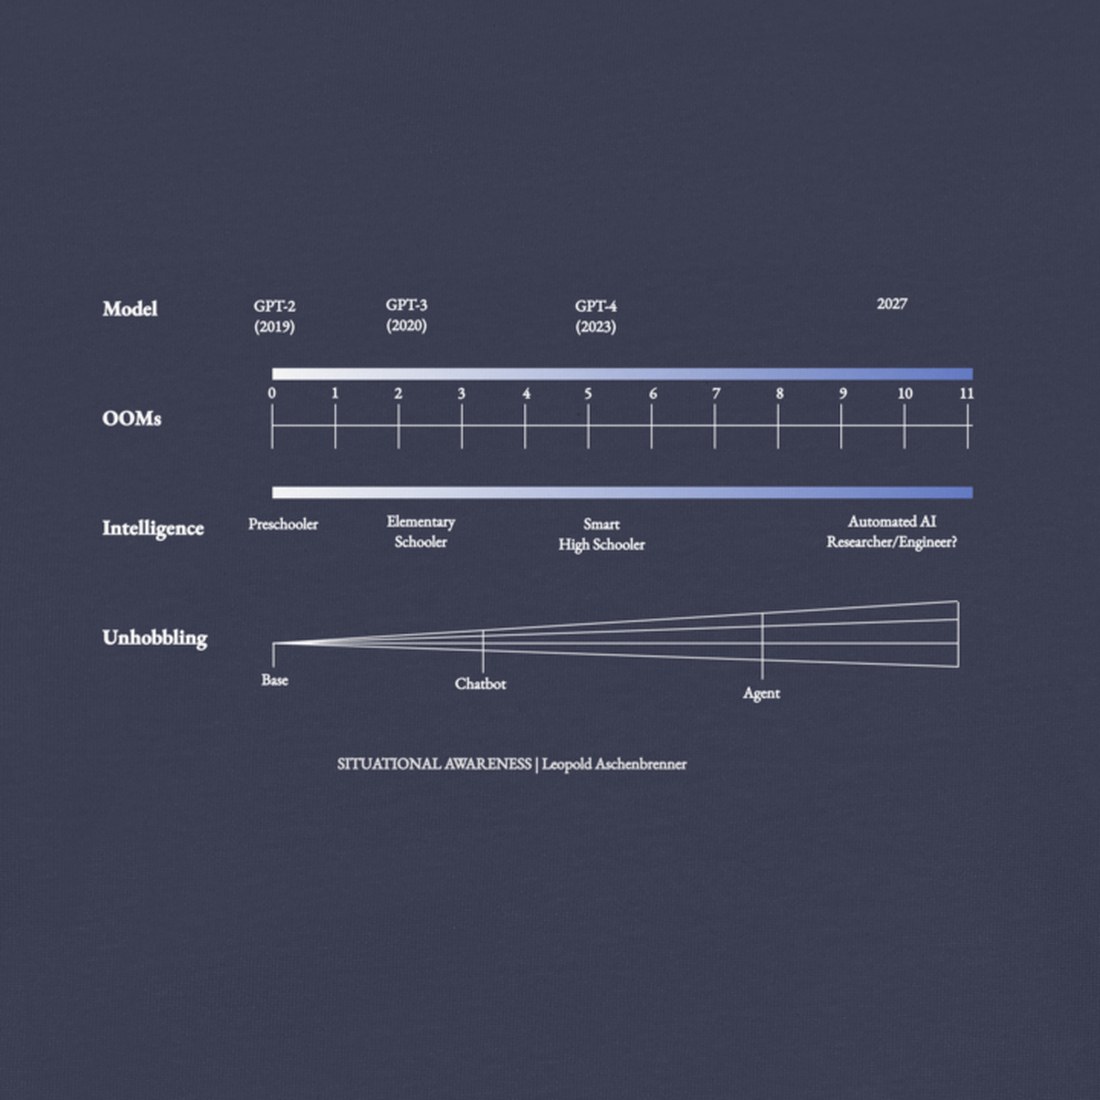 Model
GPT-2
(2019)
GPT-3
(2020)
GPT-4
(2023)
2027
OOMs
0 1 2 3 4 5 6 7 8 9 10 11
Intelligence
Preschooler
Elementary
Schooler
Smart
High Schooler
Automated AI
Researcher/Engineer?
Unhobbling
Base
Chatbot
Agent
SITUATIONAL AWARENESS | Leopold Aschenbrenner